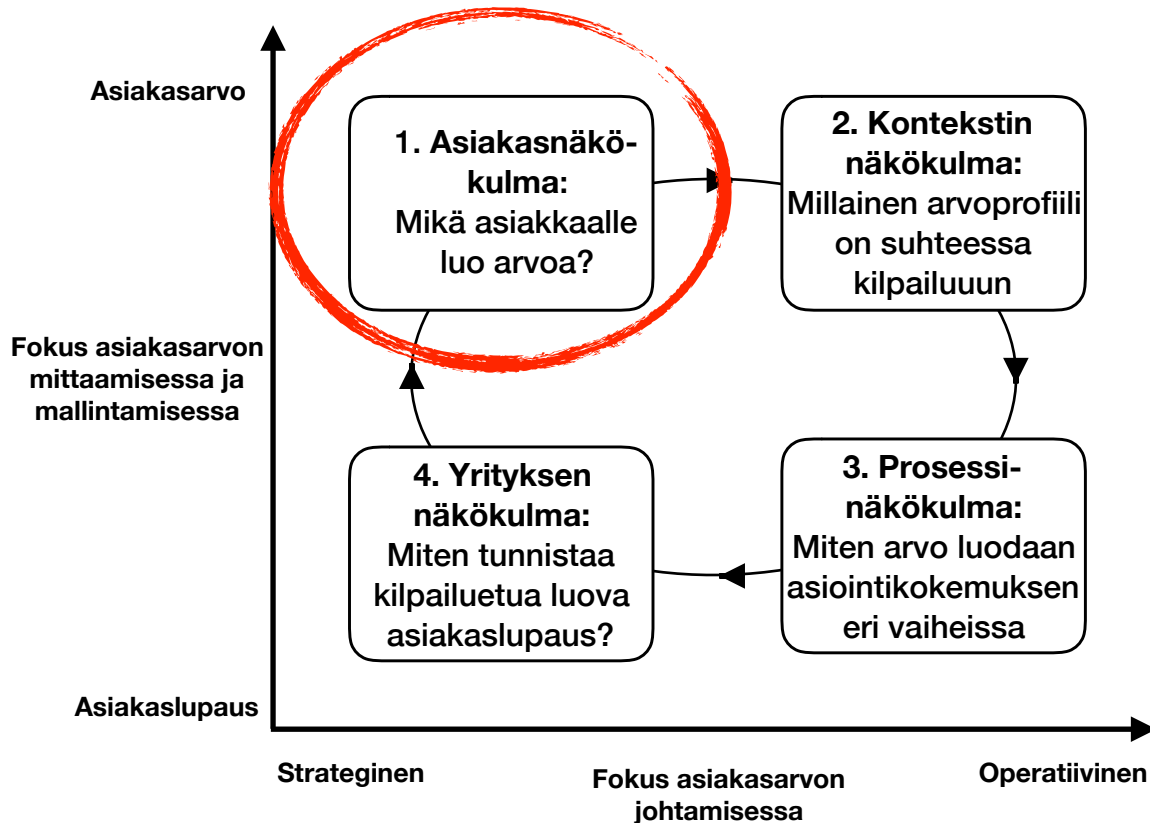 Asiakasarvo
1. Asiakasnäkö-
kulma:
Mikä asiakkaalle
luo arvoa?
2. Kontekstin
näkökulma:
Millainen arvoprofiili
on suhteessa
kilpailuuun
Fokus asiakasarvon
mittaamisessa ja
mallintamisessa
4. Yrityksen
näkökulma:
Miten tunnistaa
kilpailuetua luova
asiakaslupaus?
3. Prosessi-
näkökulma:
Miten arvo luodaan
asiointikokemuksen
eri vaiheissa
Asiakaslupaus
Strateginen
Fokus asiakasarvon
johtamisessa
Operatiivinen